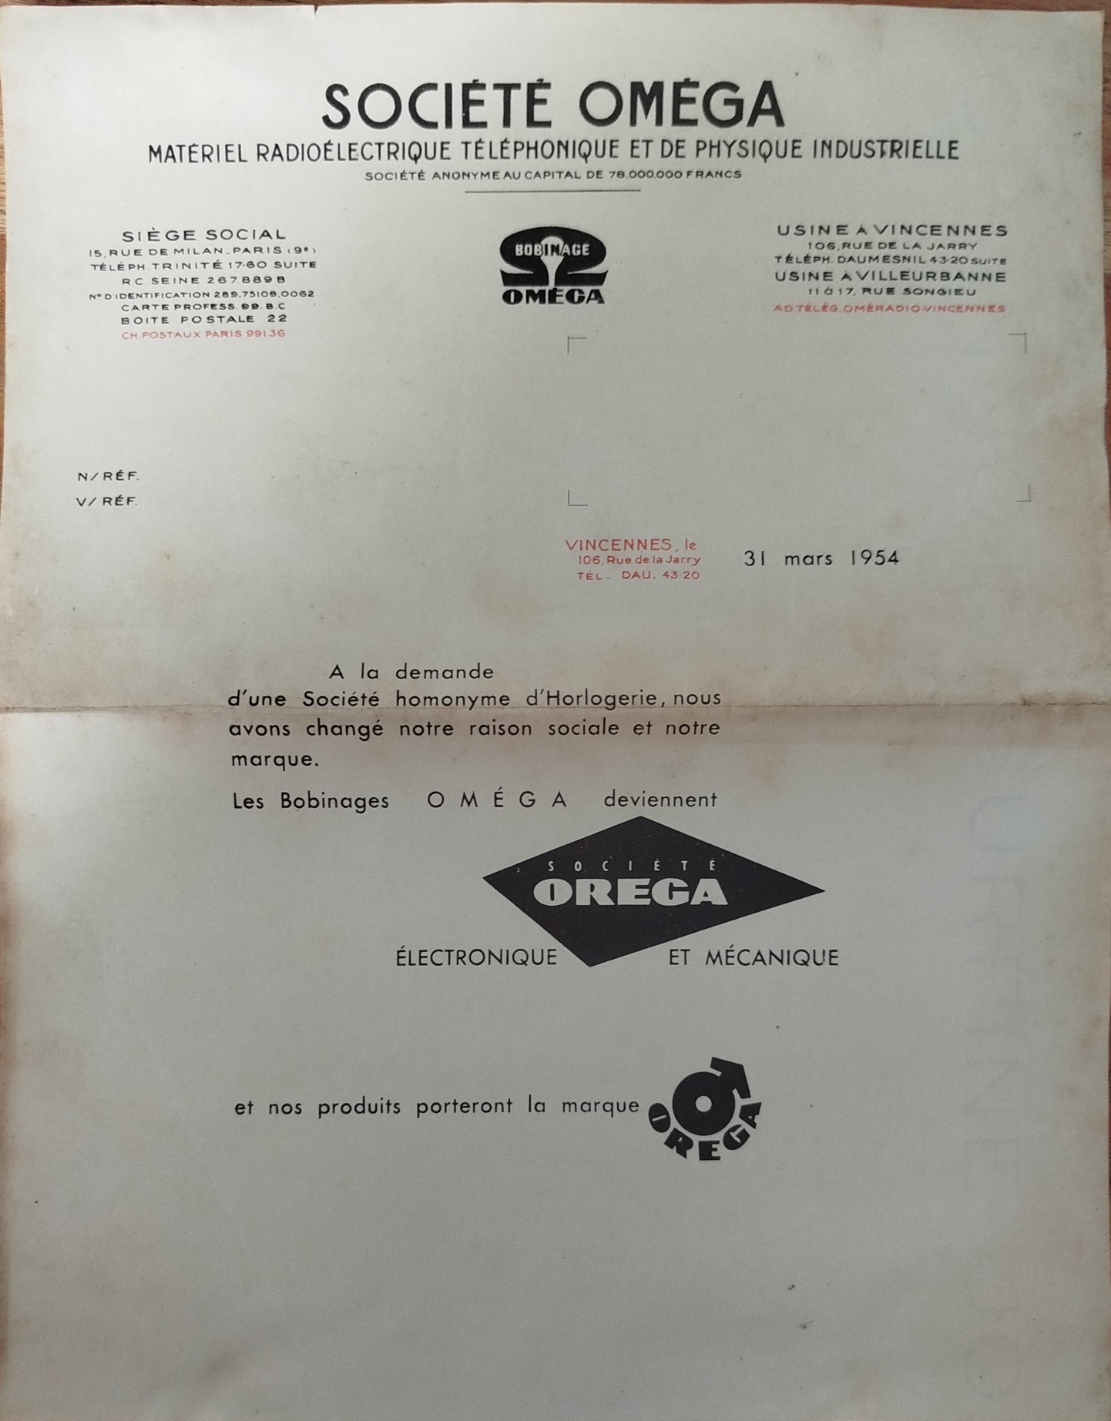 SOCIÉTÉ OMÉGA
MATÉRIEL RADIOÉLECTRIQUE TÉLÉPHONIQUE ET DE PHYSIQUE INDUSTRIELLE
SOCIÉTÉ ANONYME AU CAPITAL DE 78.000.000 FRANCS
SIÈGE SOCIAL
15, RUE DE MILAN. PARIS (9e)
TÉLÉPH. TRINITÉ 17-60 SUITE
R.C. SEINE 267889 B
N° D'IDENTIFICATION 289.75109.0062
CARTE PROFESS. 99. B.C
BOITE POSTALE 22
CH. POSTAUX PARIS 99136
BOBINAGE
OMÉGA
USINE À VINCENNES
106, RUE DE LA JARRY
TÉLÉPH. DAUMESNIL 43-20 SUITE
USINE À VILLEURBANNE
11 À 17, RUE SONGIEU
AD. TÉLÉG. OMÉRADIO-VINCENNES
N/RÉF.
V/RÉF.
VINCENNES, le
106, Rue de la Jarry
TÉL. DAU. 43-20
31 mars 1954
A la demande
d'une Société homonyme d'Horlogerie, nous
avons changé notre raison sociale et notre
marque.
Les Bobinages OMÉGA deviennent
SOCIÉTÉ
OREGA
ÉLECTRONIQUE ET MÉCANIQUE
et nos produits porteront la marque
OREGA